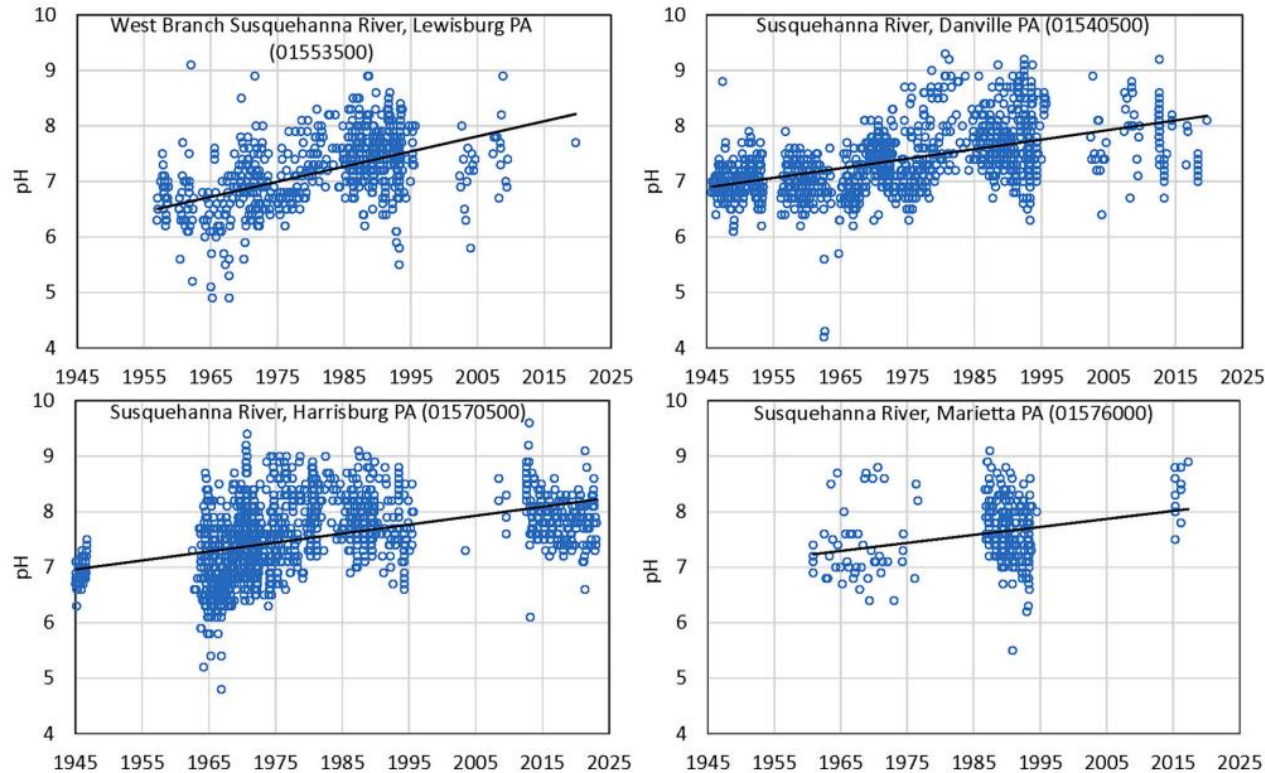 West Branch Susquehanna River, Lewisburg PA
(01553500)
10
9
8
7
6
5
4
pH
1945 1955 1965 1975 1985 1995 2005 2015 2025
Susquehanna River, Danville PA (01540500)
10
9
8
7
6
5
4
pH
1945 1955 1965 1975 1985 1995 2005 2015 2025
Susquehanna River, Harrisburg PA (01570500)
10
9
8
7
6
5
4
pH
1945 1955 1965 1975 1985 1995 2005 2015 2025
Susquehanna River, Marietta PA (01576000)
10
9
8
7
6
5
4
pH
1945 1955 1965 1975 1985 1995 2005 2015 2025